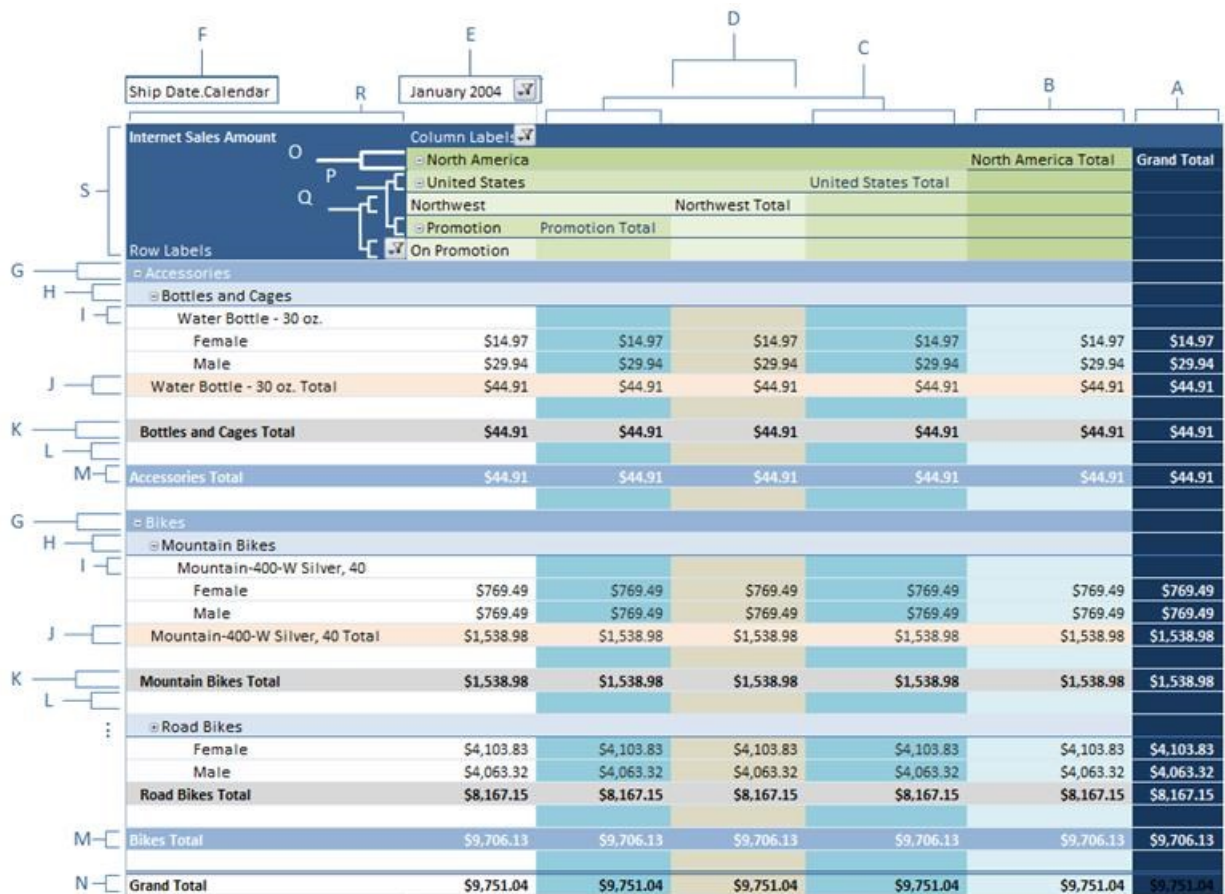 D
F E C
Ship Date.Calendar R January 2004 B A
Internet Sales Amount Column Labels
O North America North America Total Grand Total
S P United States United States Total
Q Northwest Northwest Total
Promotion Promotion Total
Row Labels On Promotion
G Accessories
H Bottles and Cages
I Water Bottle - 30 oz.
Female $14.97 $14.97 $14.97 $14.97 $14.97 $14.97
Male $29.94 $29.94 $29.94 $29.94 $29.94 $29.94
J Water Bottle - 30 oz. Total $44.91 $44.91 $44.91 $44.91 $44.91 $44.91
K Bottles and Cages Total $44.91 $44.91 $44.91 $44.91 $44.91 $44.91
L
M Accessories Total $44.91 $44.91 $44.91 $44.91 $44.91 $44.91
G Bikes
H Mountain Bikes
I Mountain-400-W Silver, 40
Female $769.49 $769.49 $769.49 $769.49 $769.49 $769.49
Male $769.49 $769.49 $769.49 $769.49 $769.49 $769.49
J Mountain-400-W Silver, 40 Total $1,538.98 $1,538.98 $1,538.98 $1,538.98 $1,538.98 $1,538.98
K Mountain Bikes Total $1,538.98 $1,538.98 $1,538.98 $1,538.98 $1,538.98 $1,538.98
L
⋮ Road Bikes
Female $4,103.83 $4,103.83 $4,103.83 $4,103.83 $4,103.83 $4,103.83
Male $4,063.32 $4,063.32 $4,063.32 $4,063.32 $4,063.32 $4,063.32
Road Bikes Total $8,167.15 $8,167.15 $8,167.15 $8,167.15 $8,167.15 $8,167.15
M Bikes Total $9,706.13 $9,706.13 $9,706.13 $9,706.13 $9,706.13 $9,706.13
N Grand Total $9,751.04 $9,751.04 $9,751.04 $9,751.04 $9,751.04 $9,751.04